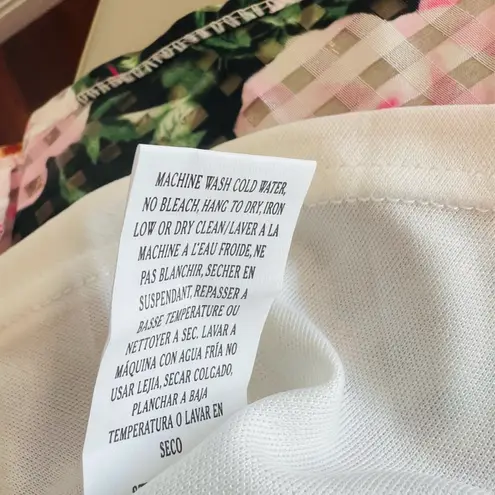 MACHINE WASH COLD WATER,
NO BLEACH, HANG TO DRY, IRON
LOW OR DRY CLEAN/LAVER A LA
MACHINE A L'EAU FROIDE, NE
PAS BLANCHIR, SECHER EN
SUSPENDANT, REPASSER A
BASSE TEMPERATURE OU
NETTOYER A SEC. LAVAR A
MÁQUINA CON AGUA FRÍA NO
USAR LEJIA, SECAR COLGADO,
PLANCHAR A BAJA
TEMPERATURA O LAVAR EN
SECO